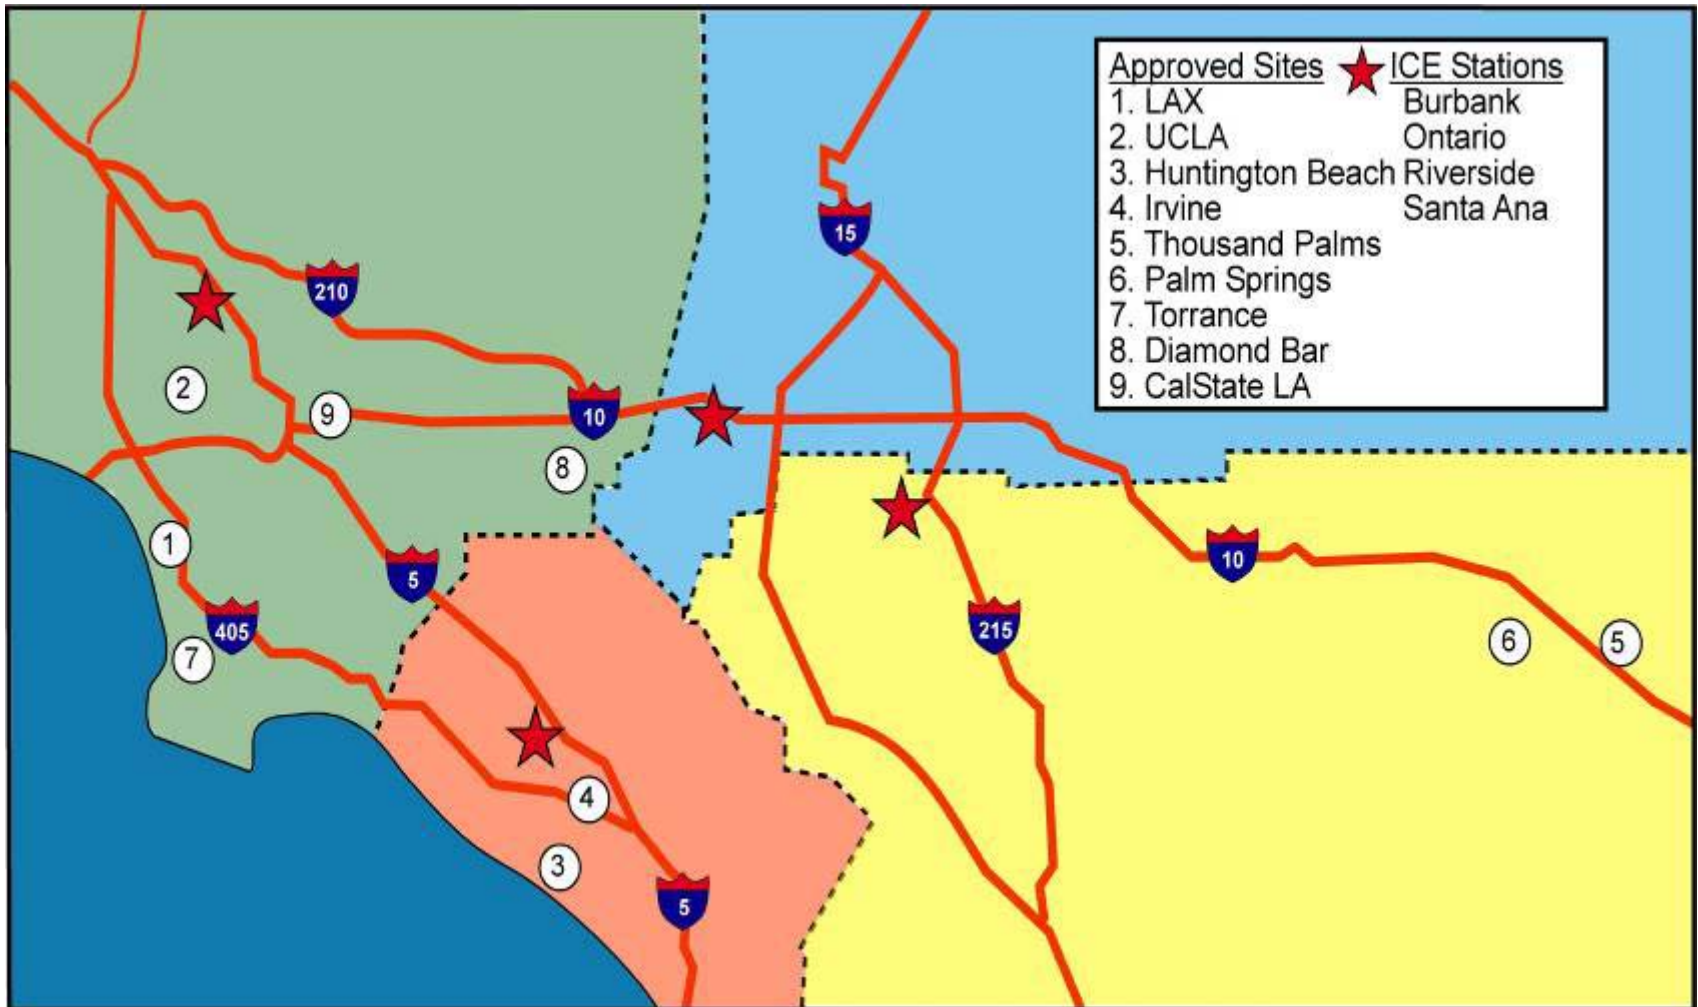 Approved Sites ICE Stations
1. LAX Burbank
2. UCLA Ontario
3. Huntington Beach Riverside
4. Irvine Santa Ana
5. Thousand Palms
6. Palm Springs
7. Torrance
8. Diamond Bar
9. CalState LA
15
210
2
9
10
8
1
5
10
405
215
7
6
5
4
3
5